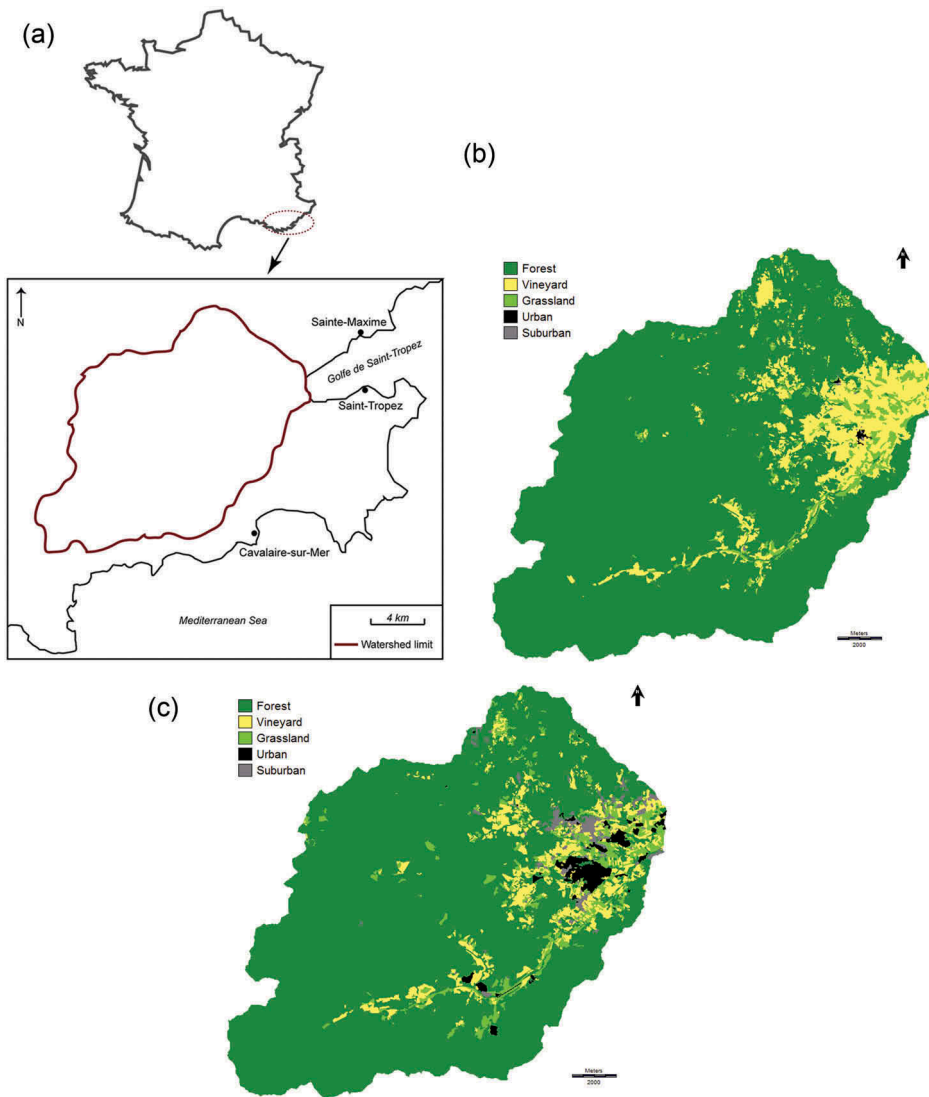 (a)
N
Sainte-Maxime
Golfe de Saint-Tropez
Saint-Tropez
Cavalaire-sur-Mer
Mediterranean Sea
4 km
Watershed limit
(b)
Forest
Vineyard
Grassland
Urban
Suburban
Meters
2000
(c)
Forest
Vineyard
Grassland
Urban
Suburban
Meters
2000